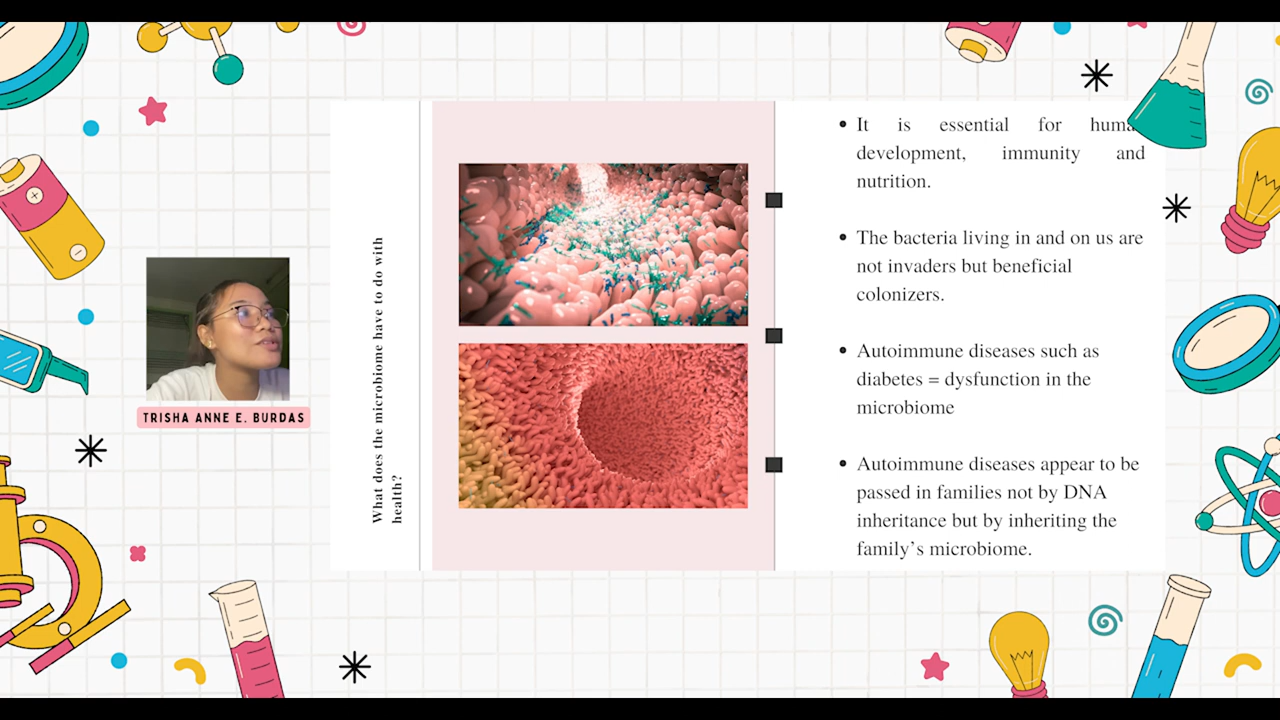 TRISHA ANNE E. BURDAS
What does the microbiome have to do with
health?
• It is essential for
development, immunity and
nutrition.
• The bacteria living in and on us are
not invaders but beneficial
colonizers.
• Autoimmune diseases such as
diabetes = dysfunction in the
microbiome
• Autoimmune diseases appear to be
passed in families not by DNA
inheritance but by inheriting the
family's microbiome.